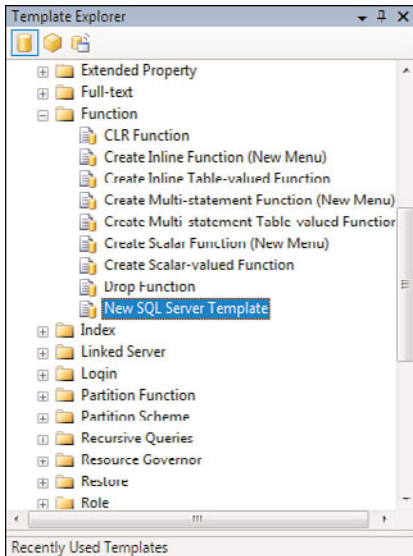 Template Explorer
Extended Property
Full-text
Function
CLR Function
Create Inline Function (New Menu)
Create Inline Table-valued Function
Create Multi-statement Function (New Menu)
Create Multi-statement Table-valued Function
Create Scalar Function (New Menu)
Create Scalar-valued Function
Drop Function
New SQL Server Template
Index
Linked Server
Login
Partition Function
Partition Scheme
Recursive Queries
Resource Governor
Restore
Role
Recently Used Templates